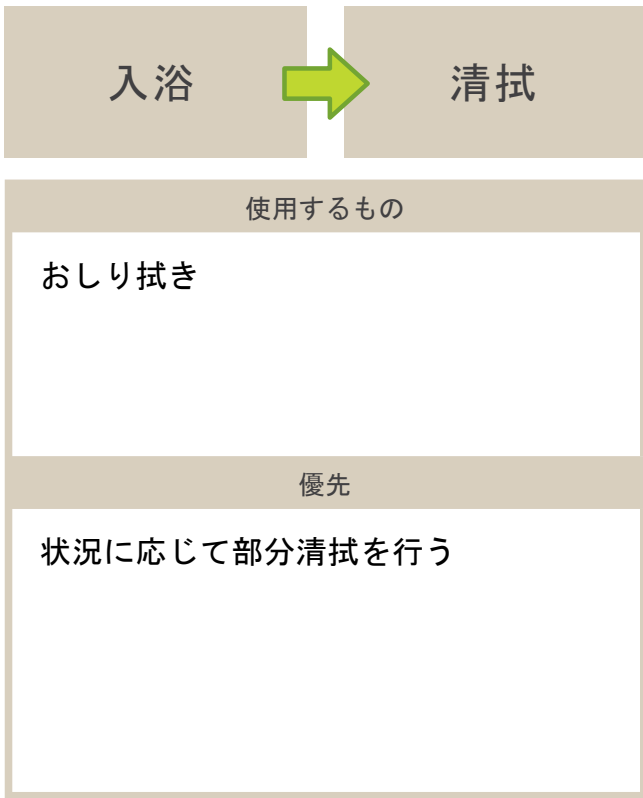 入浴
清拭
使用するもの
おしり拭き
優先
状況に応じて部分清拭を行う